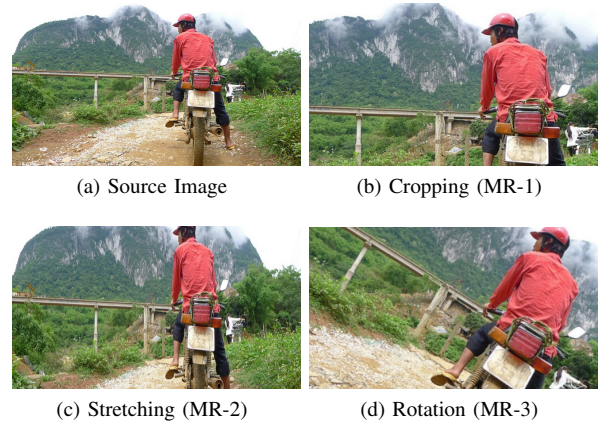 (a) Source Image
(b) Cropping (MR-1)
(c) Stretching (MR-2)
(d) Rotation (MR-3)